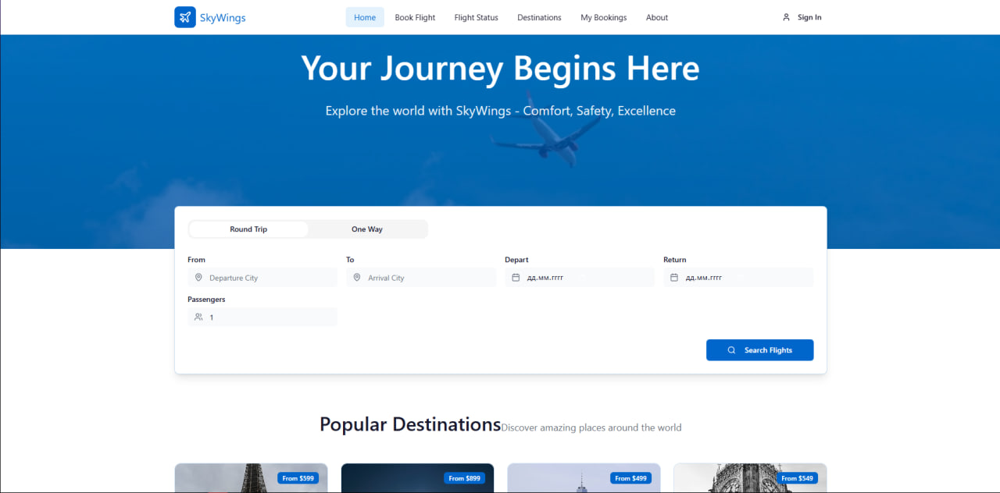 SkyWings
Home Book Flight Flight Status Destinations My Bookings About
Sign In
Your Journey Begins Here
Explore the world with SkyWings - Comfort, Safety, Excellence
Round Trip One Way
From To Depart Return
Departure City Arrival City дд.мм.гггг дд.мм.гггг
Passengers
1
Search Flights
Popular Destinations Discover amazing places around the world
From $599 From $899 From $499 From $549